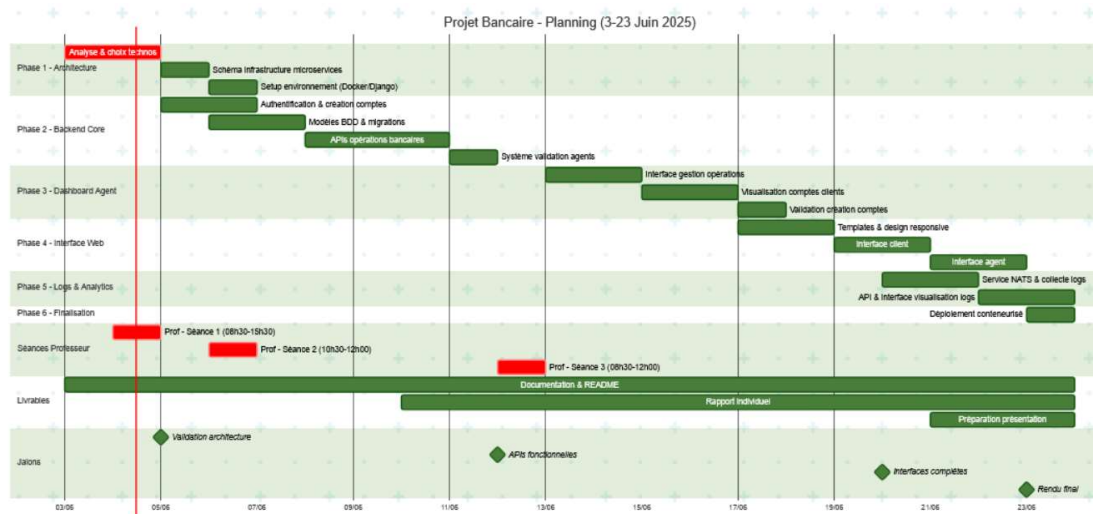 Projet Bancaire - Planning (3-23 Juin 2025)
Analyse & choix technos
Phase 1 - Architecture
Schéma infrastructure microservices
Setup environnement (Docker/Django)
Authentification & création comptes
Modèles BDD & migrations
Phase 2 - Backend Core
APIs opérations bancaires
Système validation agents
Interface gestion opérations
Phase 3 - Dashboard Agent
Visualisation comptes clients
Validation création comptes
Templates & design responsive
Phase 4 - Interface Web
Interface client
Interface agent
Service NATS & collecte logs
Phase 5 - Logs & Analytics
API & Interface visualisation logs
Phase 6 - Finalisation
Déploiement conteneurisé
Prof - Séance 1 (08h30-15h30)
Séances Professeur
Prof - Séance 2 (10h30-12h00)
Prof - Séance 3 (08h30-12h00)
Documentation & README
Livrables
Rapport Individuel
Préparation présentation
Validation architecture
APIs fonctionnelles
Jalons
Interfaces complètes
Rendu final
03/06 05/06 07/06 09/06 11/06 13/06 15/06 17/06 19/06 21/06 23/06